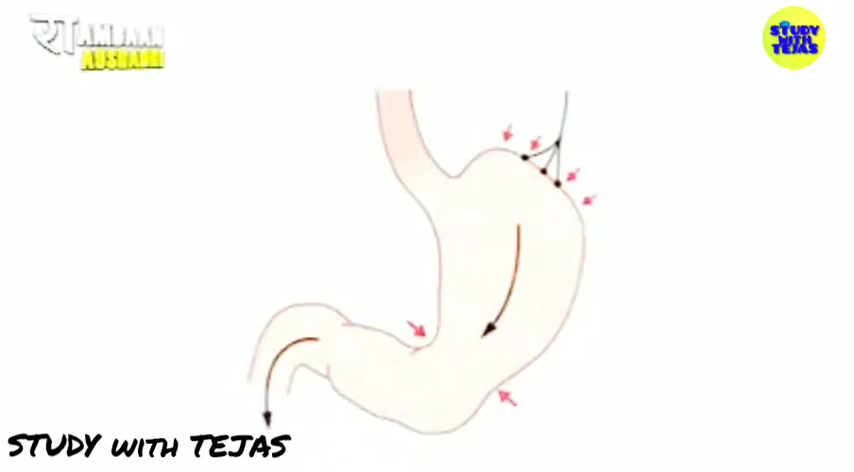 रा AMBAAN
AUSHADHI
STUDY
WITH
TEJAS
STUDY WITH TEJAS